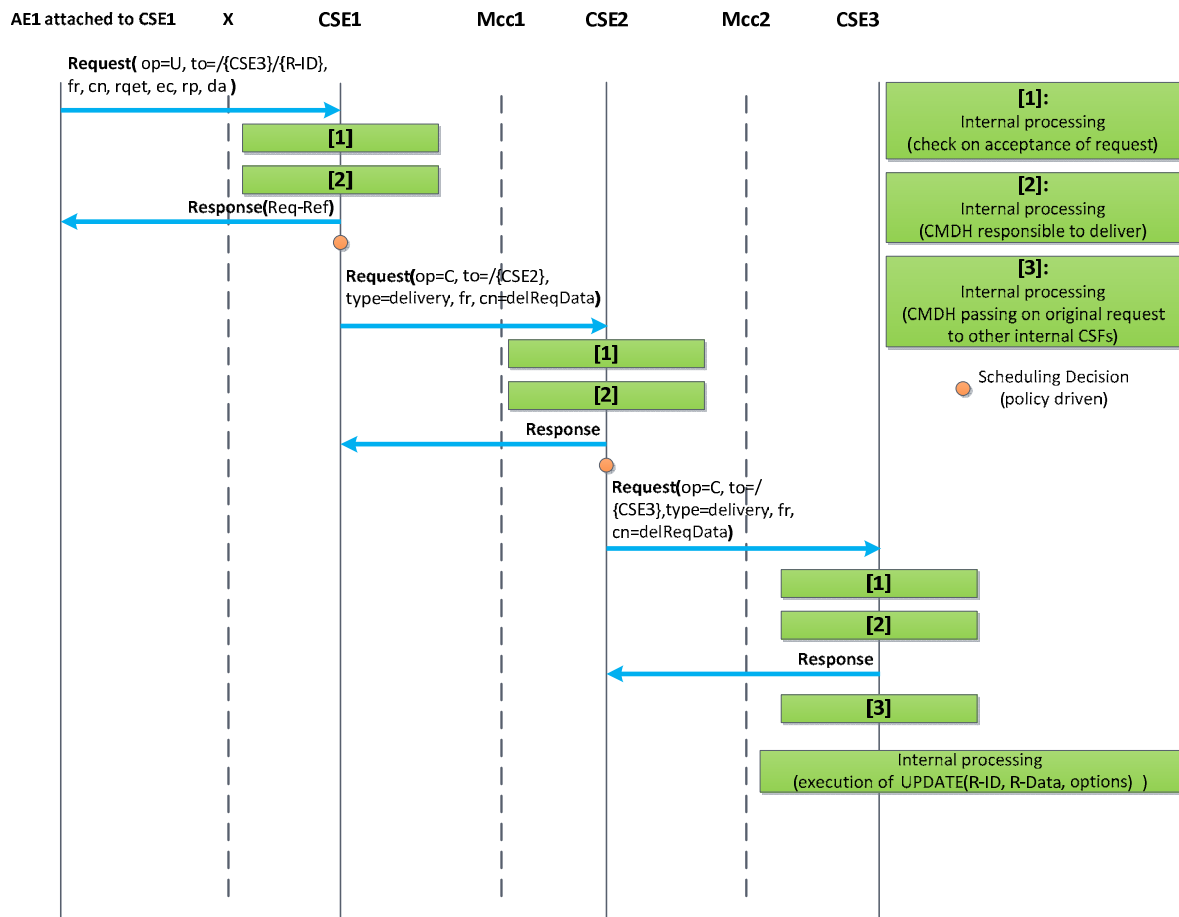 AE1 attached to CSE1 X CSE1 Mcc1 CSE2 Mcc2 CSE3
Request( op=U, to=/{CSE3}/{R-ID},
fr, cn, rqet, ec, rp, da )
[1]
[2]
Response(Req-Ref)
Request(op=C, to=/{CSE2},
type=delivery, fr, cn=delReqData)
[1]
[2]
Response
Request(op=C, to=/
{CSE3},type=delivery, fr,
cn=delReqData)
[1]
[2]
Response
[3]
Internal processing
(execution of UPDATE(R-ID, R-Data, options) )
[1]:
Internal processing
(check on acceptance of request)
[2]:
Internal processing
(CMDH responsible to deliver)
[3]:
Internal processing
(CMDH passing on original request
to other internal CSFs)
Scheduling Decision
(policy driven)